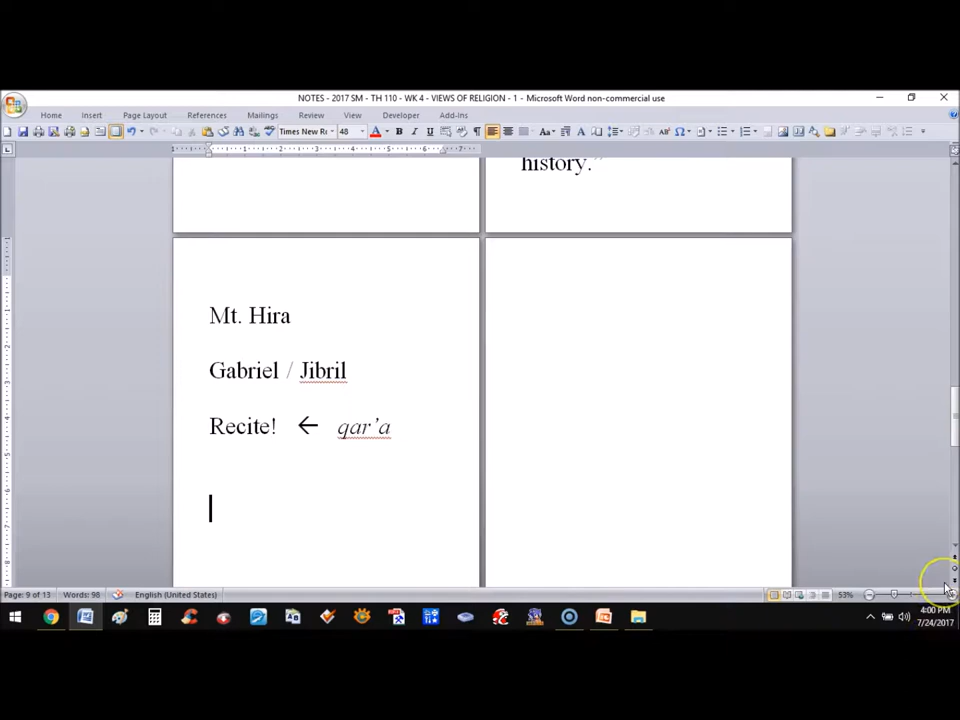 NOTES - 2017 SM - TH 110 - WK 4 - VIEWS OF RELIGION - 1 - Microsoft Word non-commercial use
Home Insert Page Layout References Mailings Review View Developer Add-Ins
Times New Ro 48
history.”
Mt. Hira
Gabriel / Jibril
Recite! ← qar’a
Page: 9 of 13 Words: 98 English (United States) 53%
4:00 PM
7/24/2017